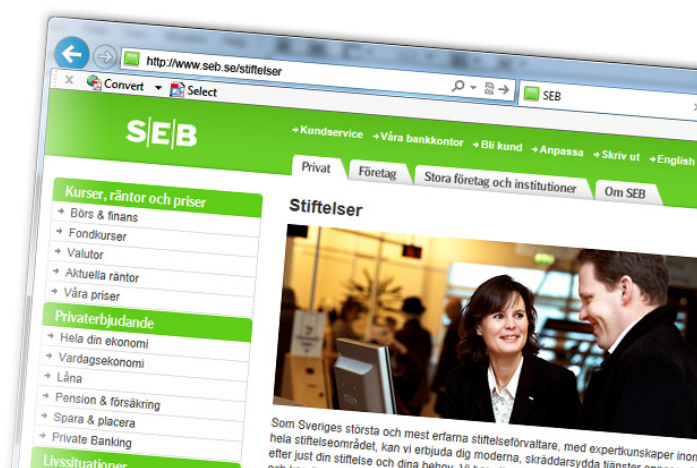 http://www.seb.se/stiftelser
SEB
Convert
Select
S|E|B
Kundservice
Våra bankkontor
Bli kund
Anpassa
Skriv ut
English
Privat
Företag
Stora företag och institutioner
Om SEB
Kurser, räntor och priser
Börs & finans
Fondkurser
Valutor
Aktuella räntor
Våra priser
Privaterbjudande
Hela din ekonomi
Vardagsekonomi
Låna
Pension & försäkring
Spara & placera
Private Banking
Livssituationer
Stiftelser
Som Sveriges största och mest erfarna stiftelseförvaltare, med expertkunskaper inom
hela stiftelseområdet, kan vi erbjuda dig moderna, skräddarsydda tjänster
efter just din stiftelse och dina behov.